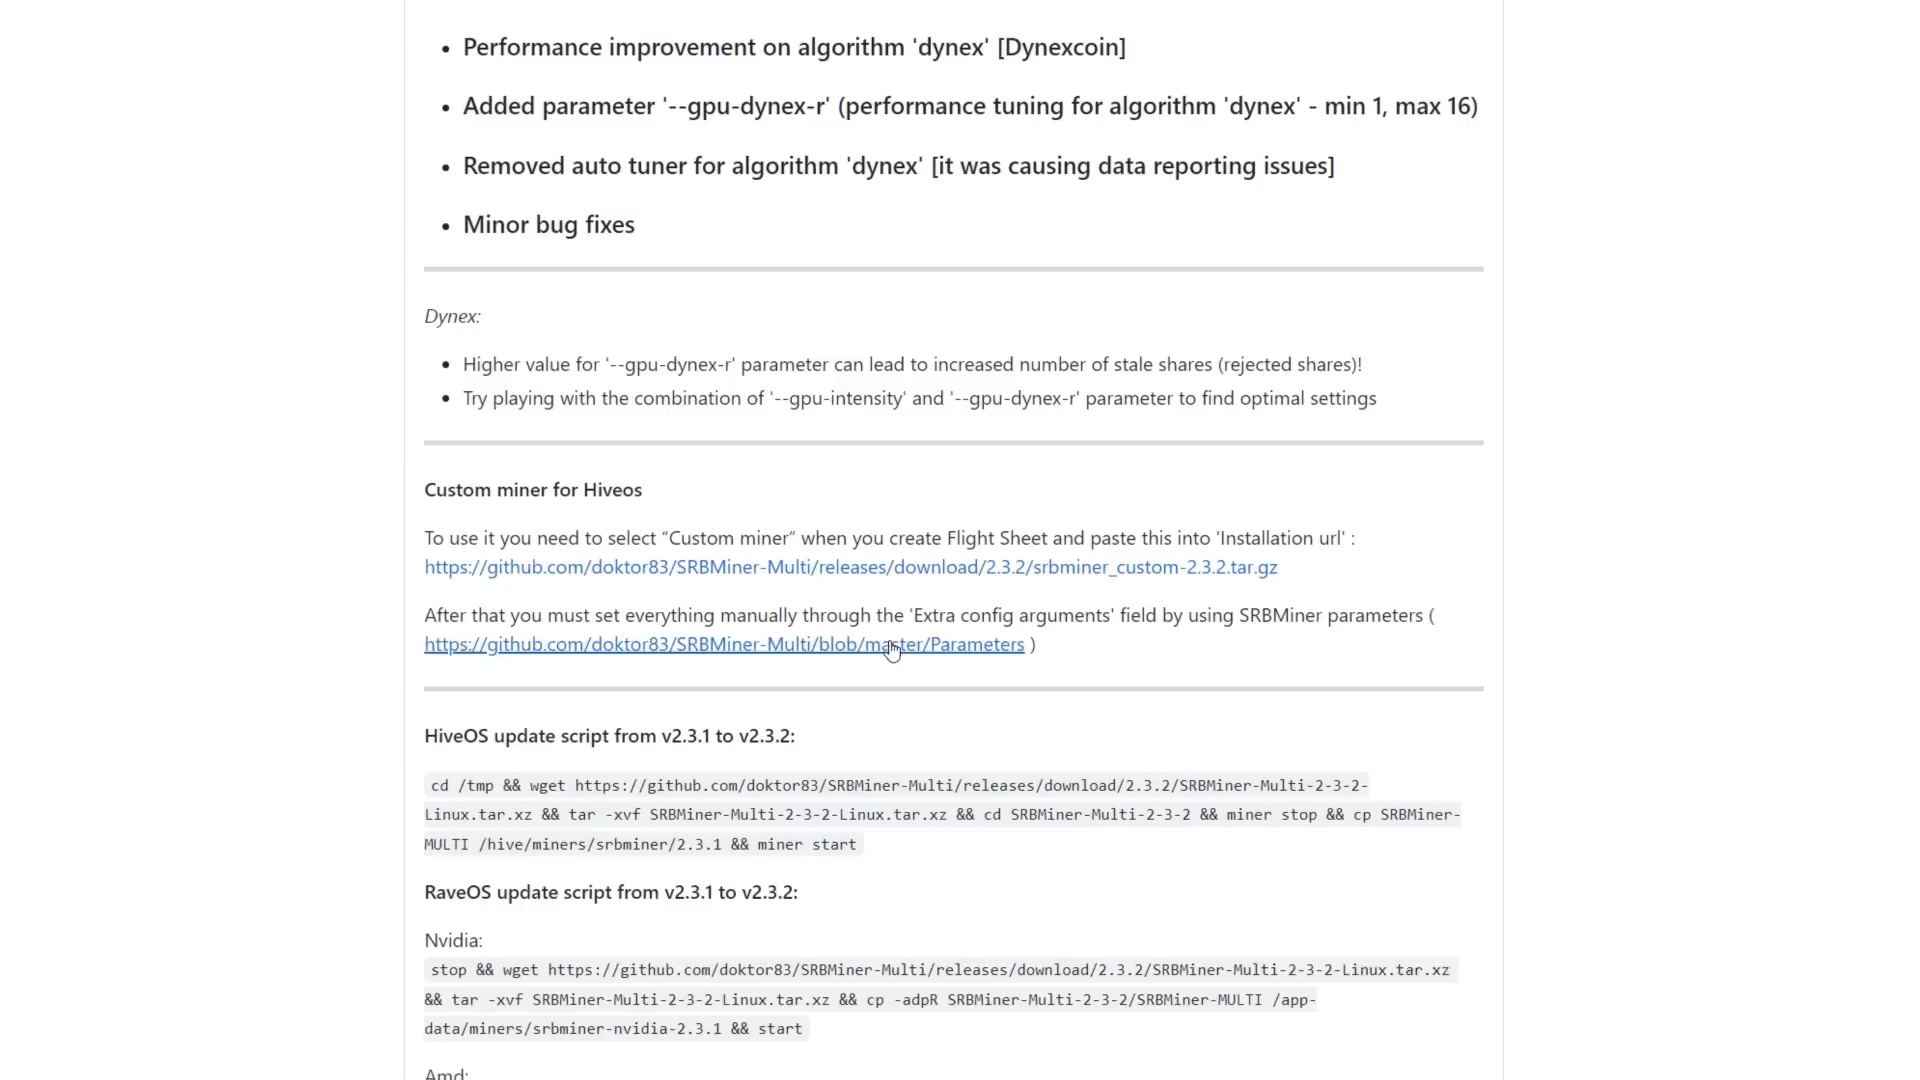 Performance improvement on algorithm 'dynex' [Dynexcoin]
Added parameter '--gpu-dynex-r' (performance tuning for algorithm 'dynex' - min 1, max 16)
Removed auto tuner for algorithm 'dynex' [it was causing data reporting issues]
Minor bug fixes
Dynex:
Higher value for '--gpu-dynex-r' parameter can lead to increased number of stale shares (rejected shares)!
Try playing with the combination of '--gpu-intensity' and '--gpu-dynex-r' parameter to find optimal settings
Custom miner for Hiveos
To use it you need to select “Custom miner” when you create Flight Sheet and paste this into 'Installation url' :
https://github.com/doktor83/SRBMiner-Multi/releases/download/2.3.2/srbminer_custom-2.3.2.tar.gz
After that you must set everything manually through the 'Extra config arguments' field by using SRBMiner parameters (
https://github.com/doktor83/SRBMiner-Multi/blob/master/Parameters )
HiveOS update script from v2.3.1 to v2.3.2:
cd /tmp && wget https://github.com/doktor83/SRBMiner-Multi/releases/download/2.3.2/SRBMiner-Multi-2-3-2-
Linux.tar.xz && tar -xvf SRBMiner-Multi-2-3-2-Linux.tar.xz && cd SRBMiner-Multi-2-3-2 && miner stop && cp SRBMiner-
MULTI /hive/miners/srbminer/2.3.1 && miner start
RaveOS update script from v2.3.1 to v2.3.2:
Nvidia:
stop && wget https://github.com/doktor83/SRBMiner-Multi/releases/download/2.3.2/SRBMiner-Multi-2-3-2-Linux.tar.xz
&& tar -xvf SRBMiner-Multi-2-3-2-Linux.tar.xz && cp -adpR SRBMiner-Multi-2-3-2/SRBMiner-MULTI /app-
data/miners/srbminer-nvidia-2.3.1 && start
Amd: